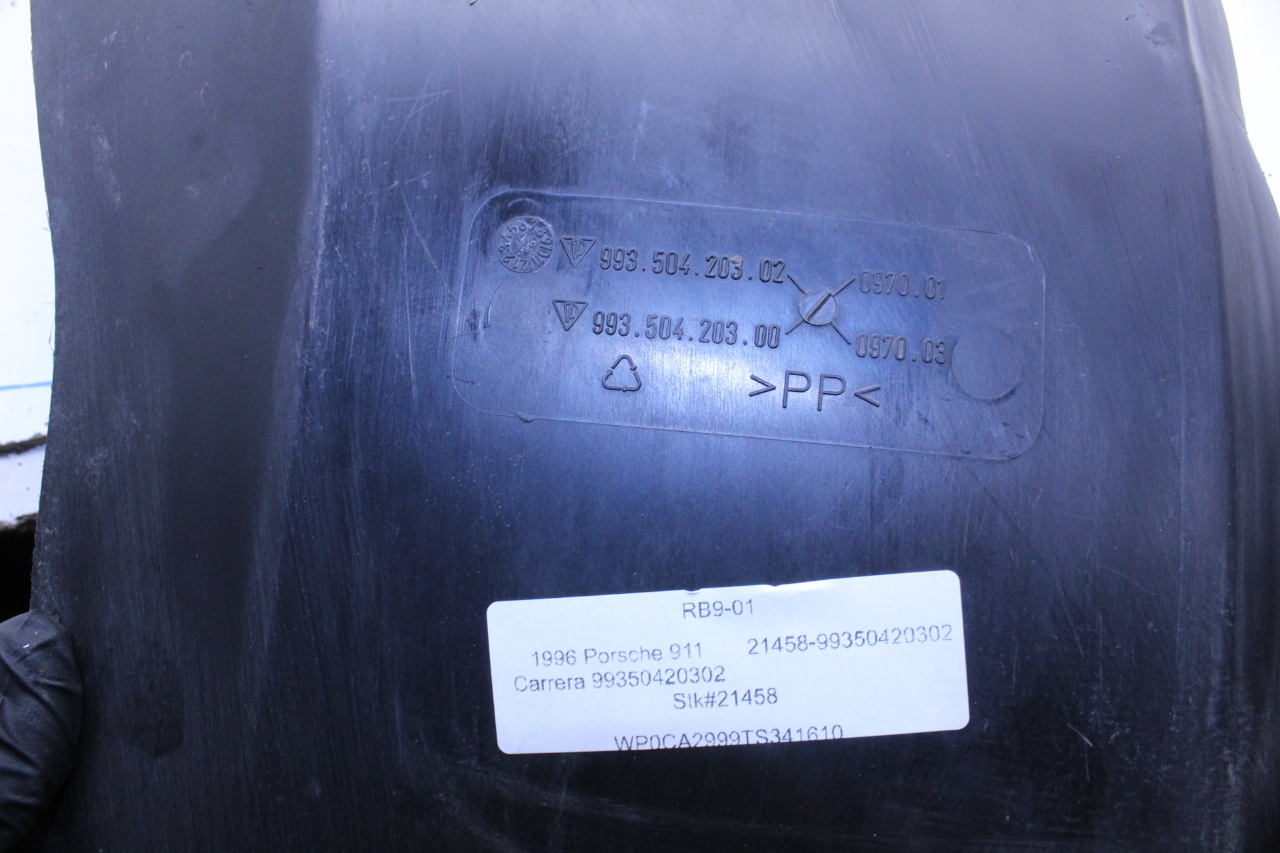 993.504.203.02 0970.01
993.504.203.00 0970.03
>PP<
RB9-01
1996 Porsche 911 21458-99350420302
Carrera 99350420302
Stk#21458
WP0CA2999TS341610